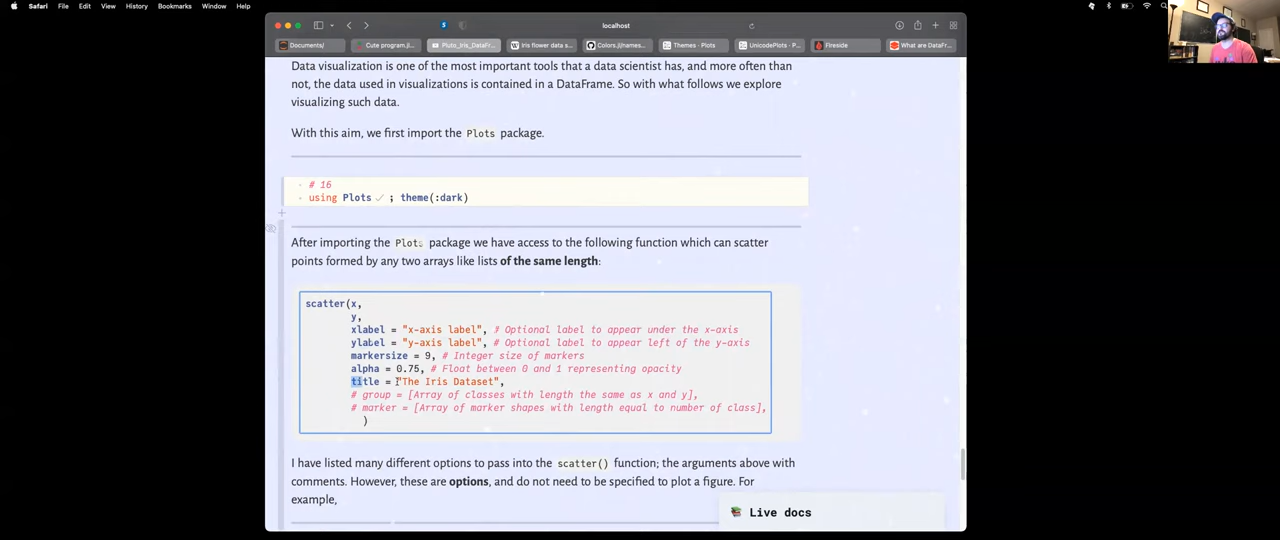 Safari File Edit View History Bookmarks Window Help
localhost
Documents/
Cute program.jl...
Pluto_Iris_DataFr...
Iris flower data s...
Colors.jl/names...
Themes · Plots
UnicodePlots · P...
Fireside
What are DataFr...
Data visualization is one of the most important tools that a data scientist has, and more often than
not, the data used in visualizations is contained in a DataFrame. So with what follows we explore
visualizing such data.
With this aim, we first import the Plots package.
# 16
using Plots ✓ ; theme(:dark)
After importing the Plots package we have access to the following function which can scatter
points formed by any two arrays like lists of the same length:
scatter(x,
y,
xlabel = "x-axis label", # Optional label to appear under the x-axis
ylabel = "y-axis label", # Optional label to appear left of the y-axis
markersize = 9, # Integer size of markers
alpha = 0.75, # Float between 0 and 1 representing opacity
title = "The Iris Dataset",
# group = [Array of classes with length the same as x and y],
# marker = [Array of marker shapes with length equal to number of class],
)
I have listed many different options to pass into the scatter() function; the arguments above with
comments. However, these are options, and do not need to be specified to plot a figure. For
example,
Live docs